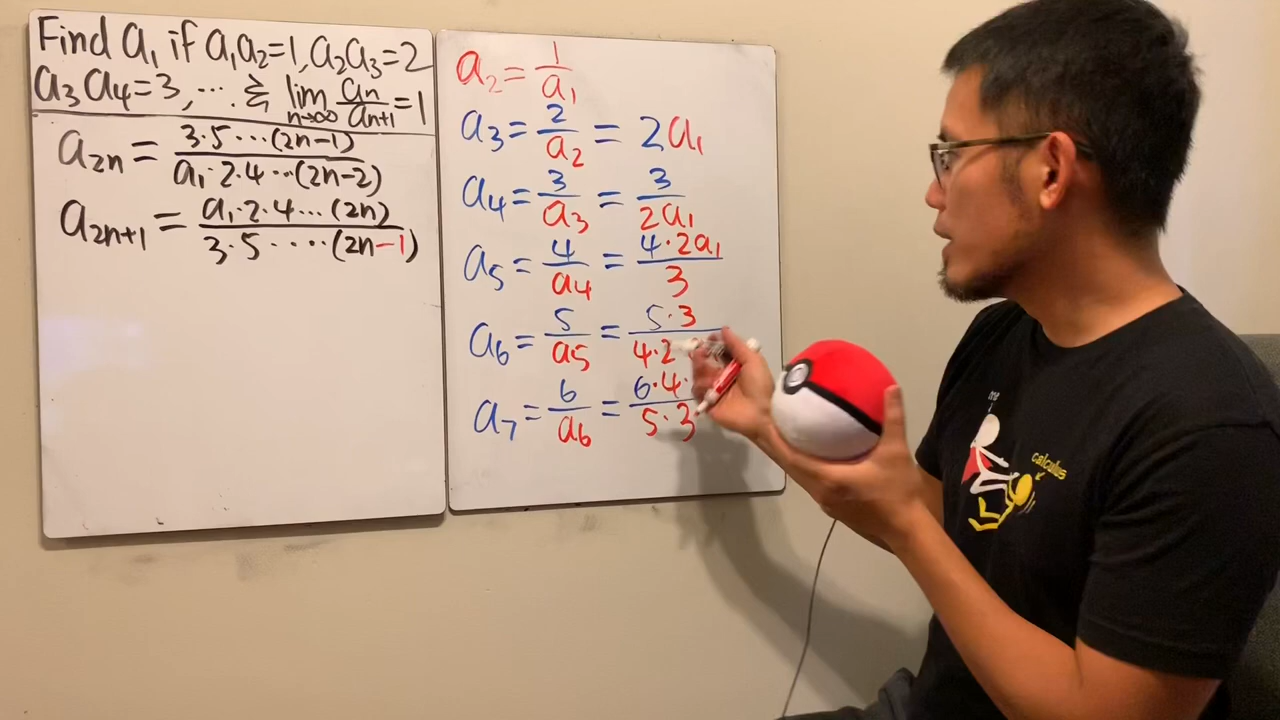 Find a₁ if a₁a₂=1, a₂a₃=2
a₃a₄=3, .... & lim n→∞ aₙ/aₙ₊₁ = 1
a₂ₙ = 3·5···(2n-1) / a₁·2·4···(2n-2)
a₂ₙ₊₁ = a₁·2·4···(2n) / 3·5····(2n-1)
a₂ = 1/a₁
a₃ = 2/a₂ = 2a₁
a₄ = 3/a₃ = 3/2a₁
a₅ = 4/a₄ = 4·2a₁/3
a₆ = 5/a₅ = 5·3/4·2
a₇ = 6/a₆ = 6·4·/5·3
calculus